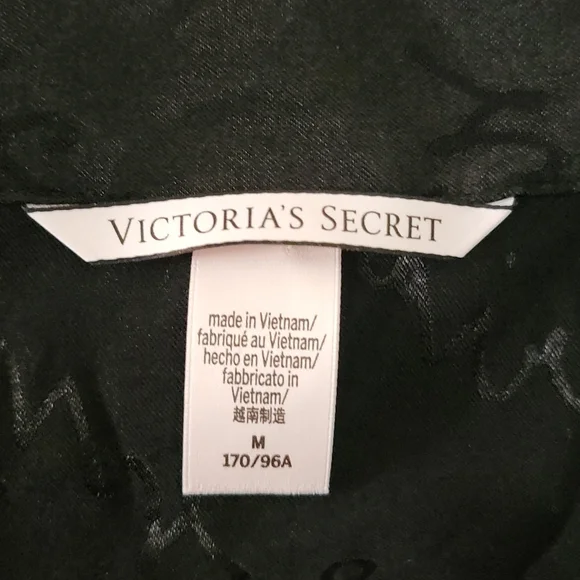 VICTORIA'S SECRET
made in Vietnam/
fabriqué au Vietnam/
hecho en Vietnam/
fabbricato in
Vietnam/
越南制造
M
170/96A